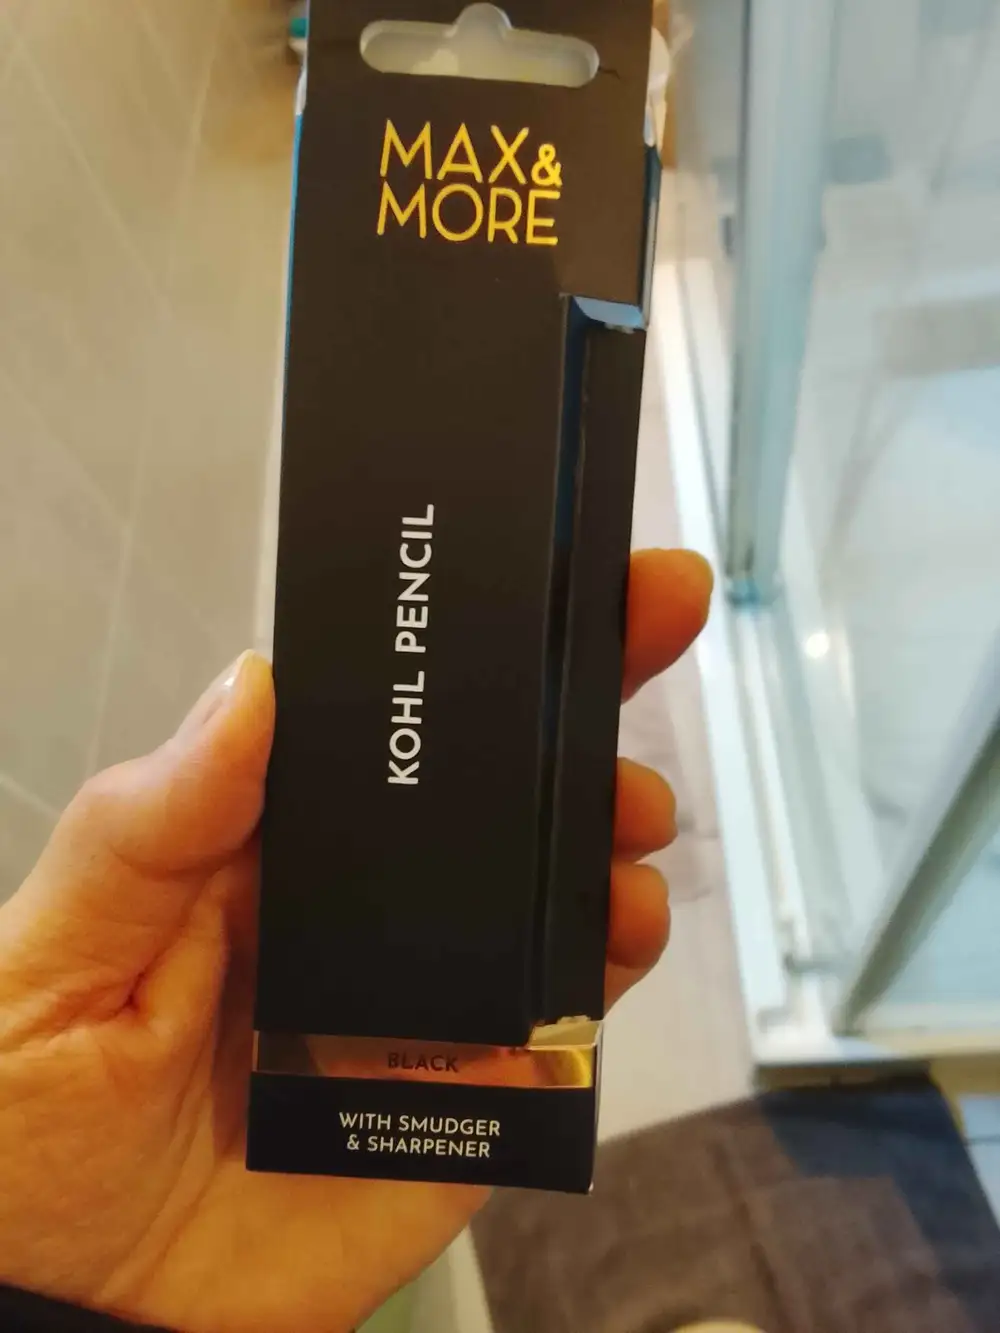 MAX&
MORE
KOHL PENCIL
BLACK
WITH SMUDGER
& SHARPENER